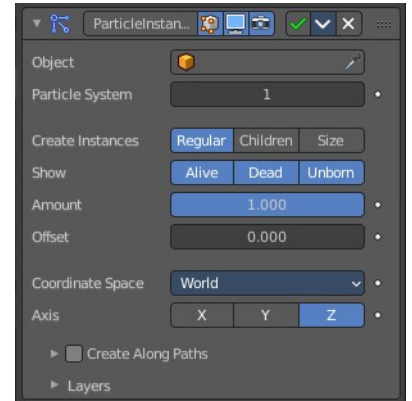 ParticleInstan...
Object
Particle System 1
Create Instances Regular Children Size
Show Alive Dead Unborn
Amount 1.000
Offset 0.000
Coordinate Space World
Axis X Y Z
Create Along Paths
Layers